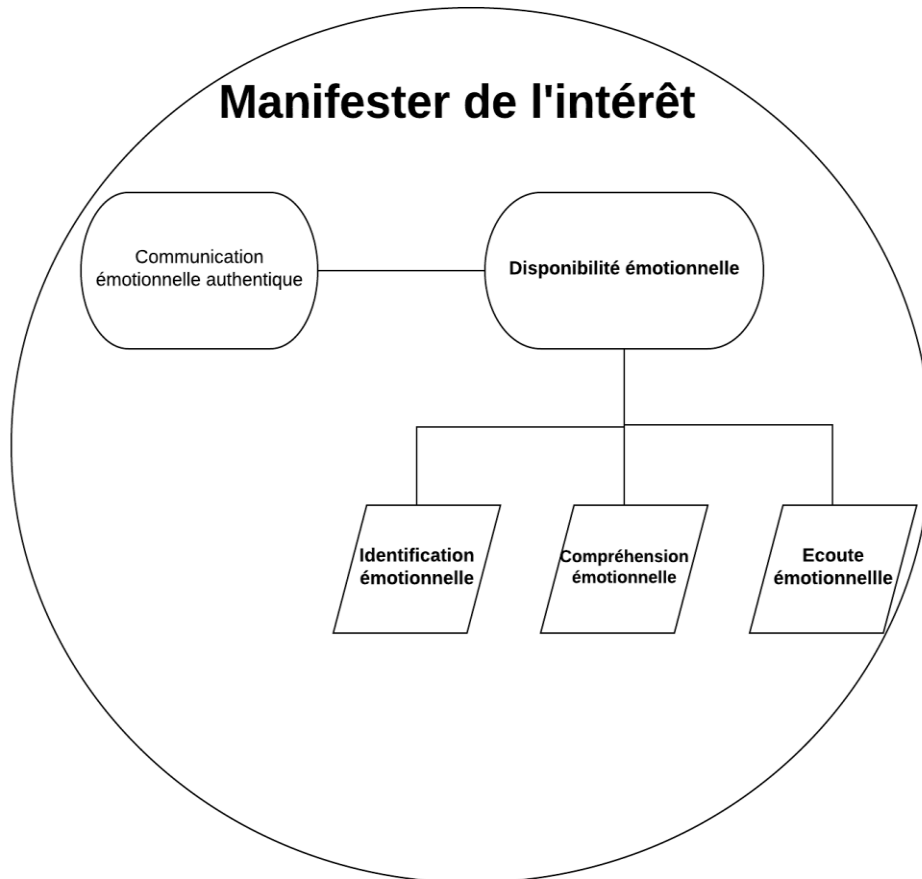 Manifester de l'intérêt
Communication
émotionnelle authentique
Disponibilité émotionnelle
Identification
émotionnelle
Compréhension
émotionnelle
Ecoute
émotionnellle